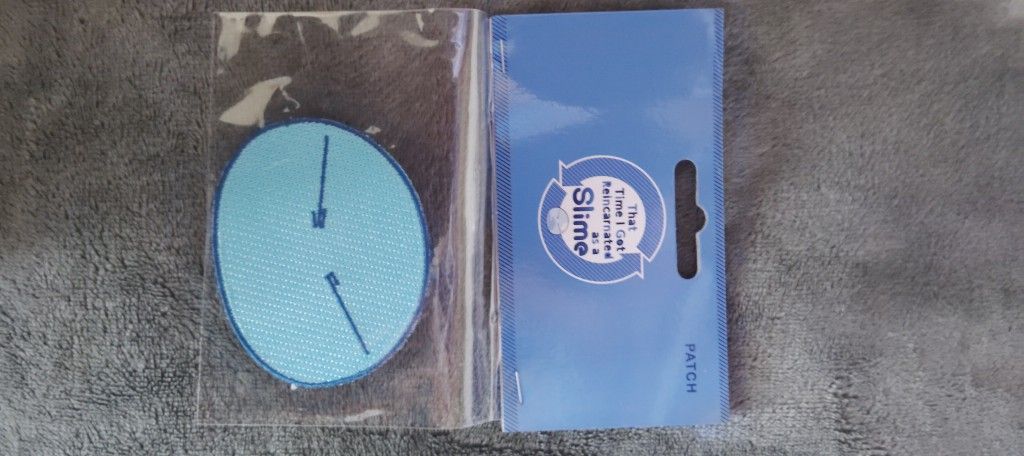 That
Time I Got
Reincarnated
as a
Slime
PATCH